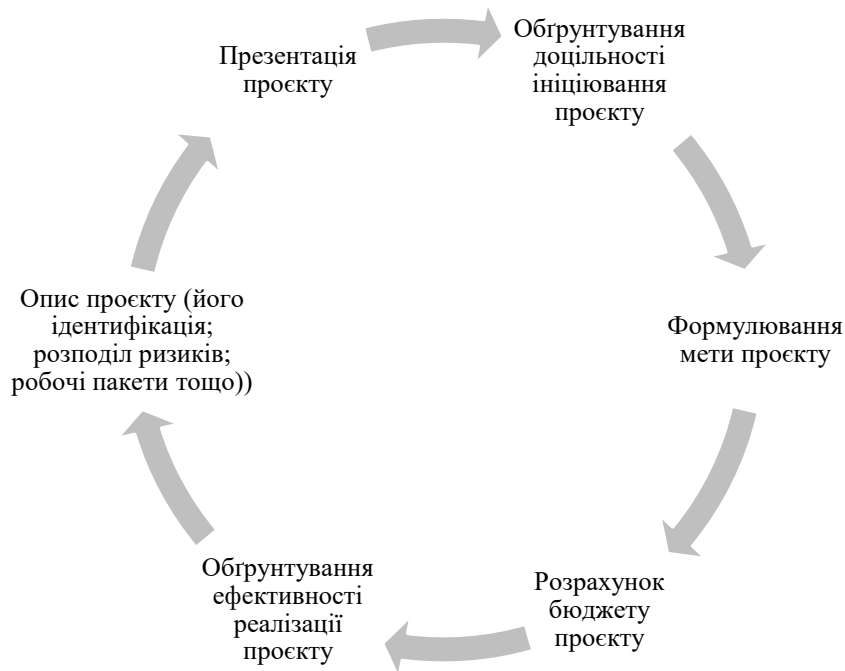 Презентація
проєкту
Обґрунтування
доцільності
ініціювання
проєкту
Формулювання
мети проєкту
Розрахунок
бюджету
проєкту
Обґрунтування
ефективності
реалізації
проєкту
Опис проєкту (його
ідентифікація;
розподіл ризиків;
робочі пакети тощо))